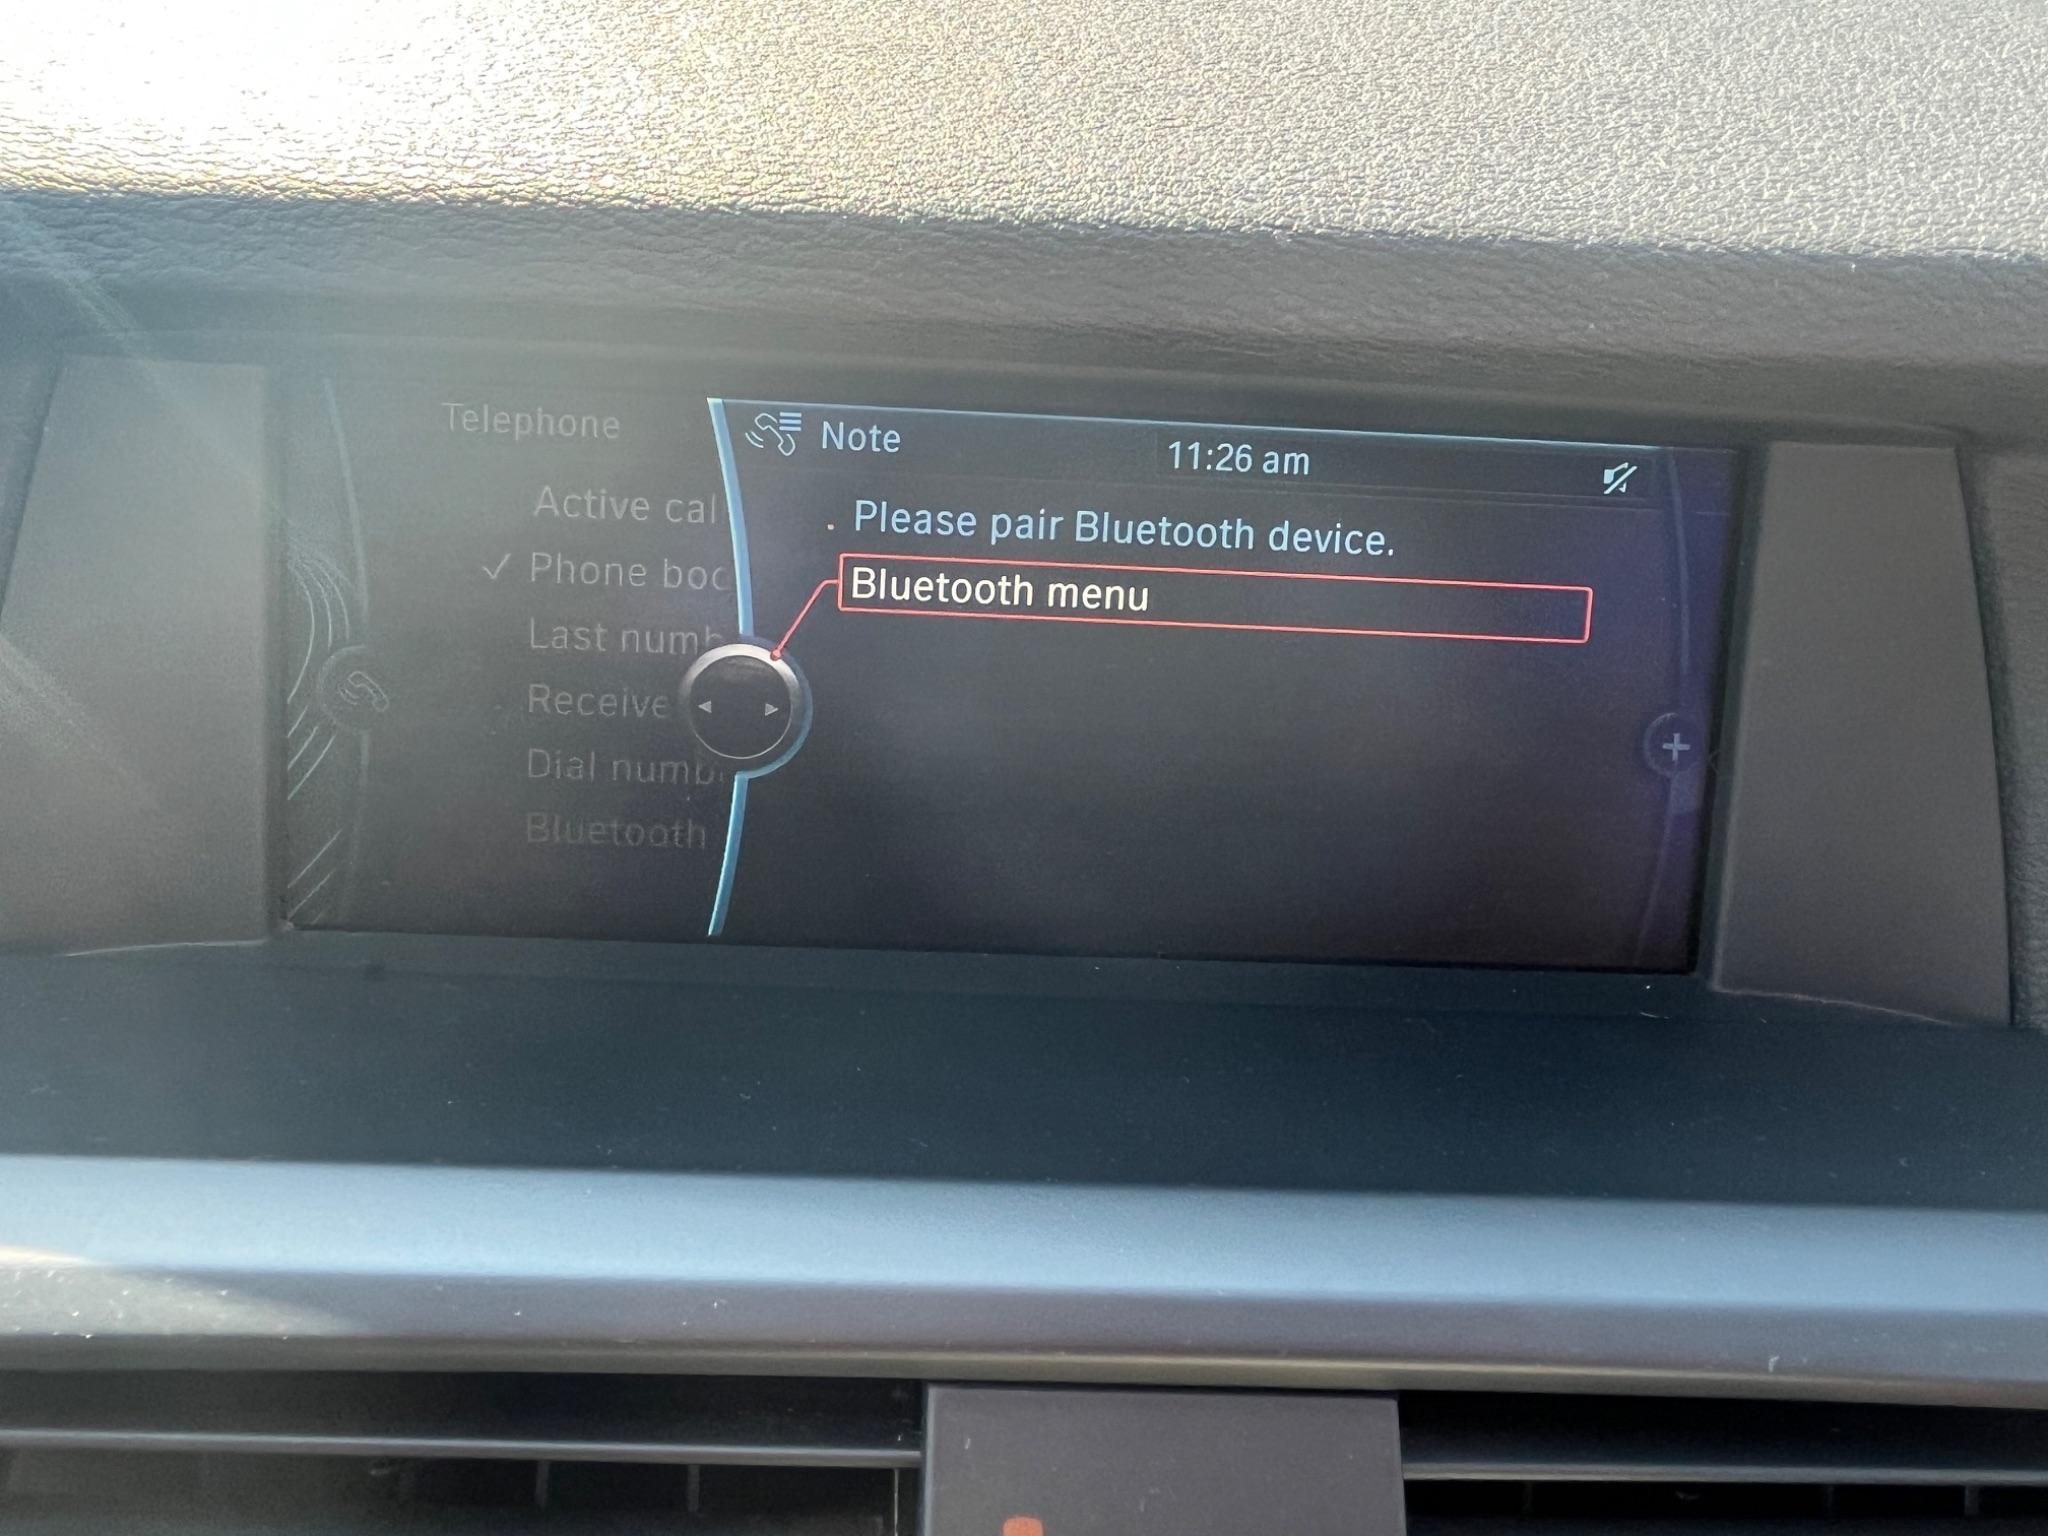 Telephone
Active cal
Phone boo
Last numb
Receive
Dial numb
Bluetooth
Note
11:26 am
Please pair Bluetooth device.
Bluetooth menu